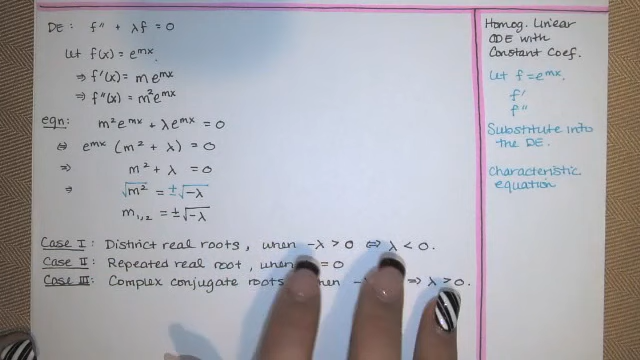 DE: f'' + λf = 0
Let f(x) = e^mx.
⇒ f'(x) = m e^mx
⇒ f''(x) = m²e^mx
eqn: m²e^mx + λe^mx = 0
⇔ e^mx (m² + λ) = 0
⇒ m² + λ = 0
⇒ √m² = ±√-λ
m₁,₂ = ±√-λ
Case I: Distinct real roots, when -λ > 0 ⇔ λ < 0.
Case II: Repeated real root, when = 0
Case III: Complex conjugate roots ⇒ λ > 0.
Homog. Linear
ODE with
Constant Coef.
Let f = e^mx.
f'
f''
Substitute into
the DE.
Characteristic
equation